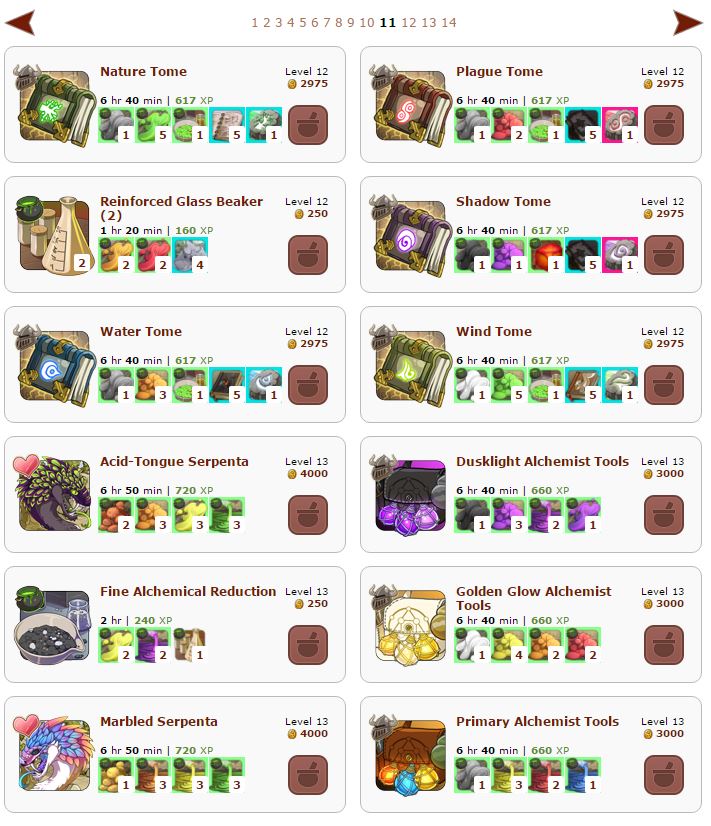 1 2 3 4 5 6 7 8 9 10 11 12 13 14
Nature Tome
Level 12
2975
6 hr 40 min | 617 XP
1 5 1 5 1
Plague Tome
Level 12
2975
6 hr 40 min | 617 XP
1 2 1 5 1
Reinforced Glass Beaker
(2)
Level 12
250
1 hr 20 min | 160 XP
2
2 2 4
Shadow Tome
Level 12
2975
6 hr 40 min | 617 XP
1 1 1 5 1
Water Tome
Level 12
2975
6 hr 40 min | 617 XP
1 3 1 5 1
Wind Tome
Level 12
2975
6 hr 40 min | 617 XP
1 5 1 5 1
Acid-Tongue Serpenta
Level 13
4000
6 hr 50 min | 720 XP
2 3 3 3
Dusklight Alchemist Tools
Level 13
3000
6 hr 40 min | 660 XP
1 3 2 1
Fine Alchemical Reduction
Level 13
250
2 hr | 240 XP
2 2 1
Golden Glow Alchemist
Tools
Level 13
3000
6 hr 40 min | 660 XP
1 4 2 2
Marbled Serpenta
Level 13
4000
6 hr 50 min | 720 XP
1 3 3 3
Primary Alchemist Tools
Level 13
3000
6 hr 40 min | 660 XP
1 3 2 1